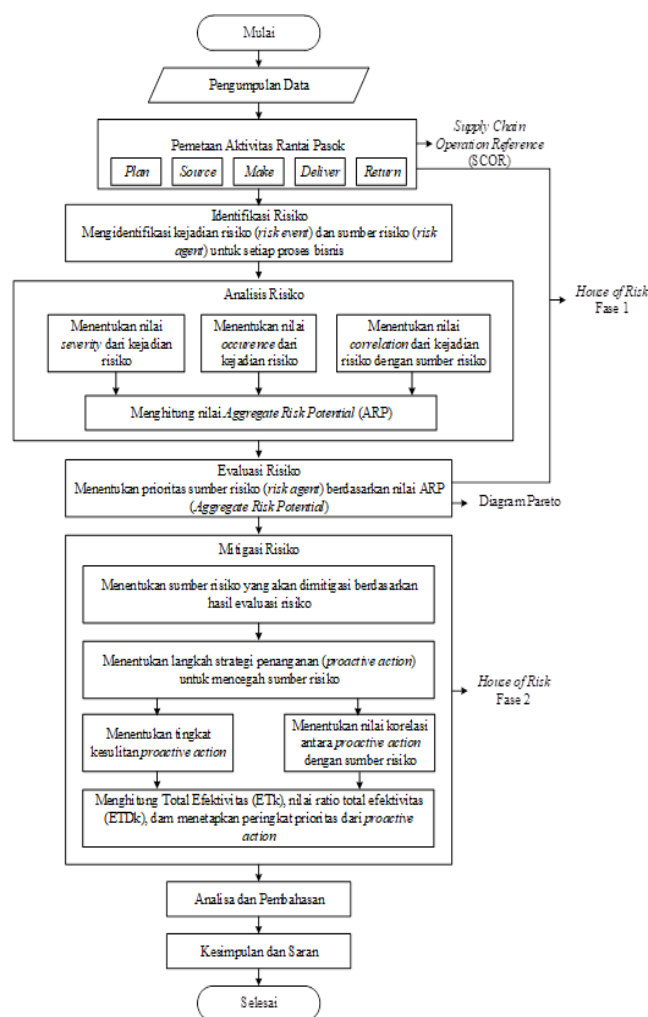 Mulai
Pengumpulan Data
Pemetaan Aktivitas Rantai Pasok
Plan
Source
Make
Deliver
Return
Supply Chain
Operation Reference
(SCOR)
Identifikasi Risiko
Mengidentifikasi kejadian risiko (risk event) dan sumber risiko (risk
agent) untuk setiap proses bisnis
House of Risk
Fase 1
Analisis Risiko
Menentukan nilai
severity dari kejadian
risiko
Menentukan nilai
occurence dari
kejadian risiko
Menentukan nilai
correlation dari kejadian
risiko dengan sumber risiko
Menghitung nilai Aggregate Risk Potential (ARP)
Evaluasi Risiko
Menentukan prioritas sumber risiko (risk agent) berdasarkan nilai ARP
(Aggregate Risk Potential)
Diagram Pareto
Mitigasi Risiko
Menentukan sumber risiko yang akan dimitigasi berdasarkan
hasil evaluasi risiko
Menentukan langkah strategi penanganan (proactive action)
untuk mencegah sumber risiko
House of Risk
Fase 2
Menentukan tingkat
kesulitan proactive action
Menentukan nilai korelasi
antara proactive action
dengan sumber risiko
Menghitung Total Efektivitas (ETk), nilai ratio total efektivitas
(ETDk), dam menetapkan peringkat prioritas dari proactive
action
Analisa dan Pembahasan
Kesimpulan dan Saran
Selesai